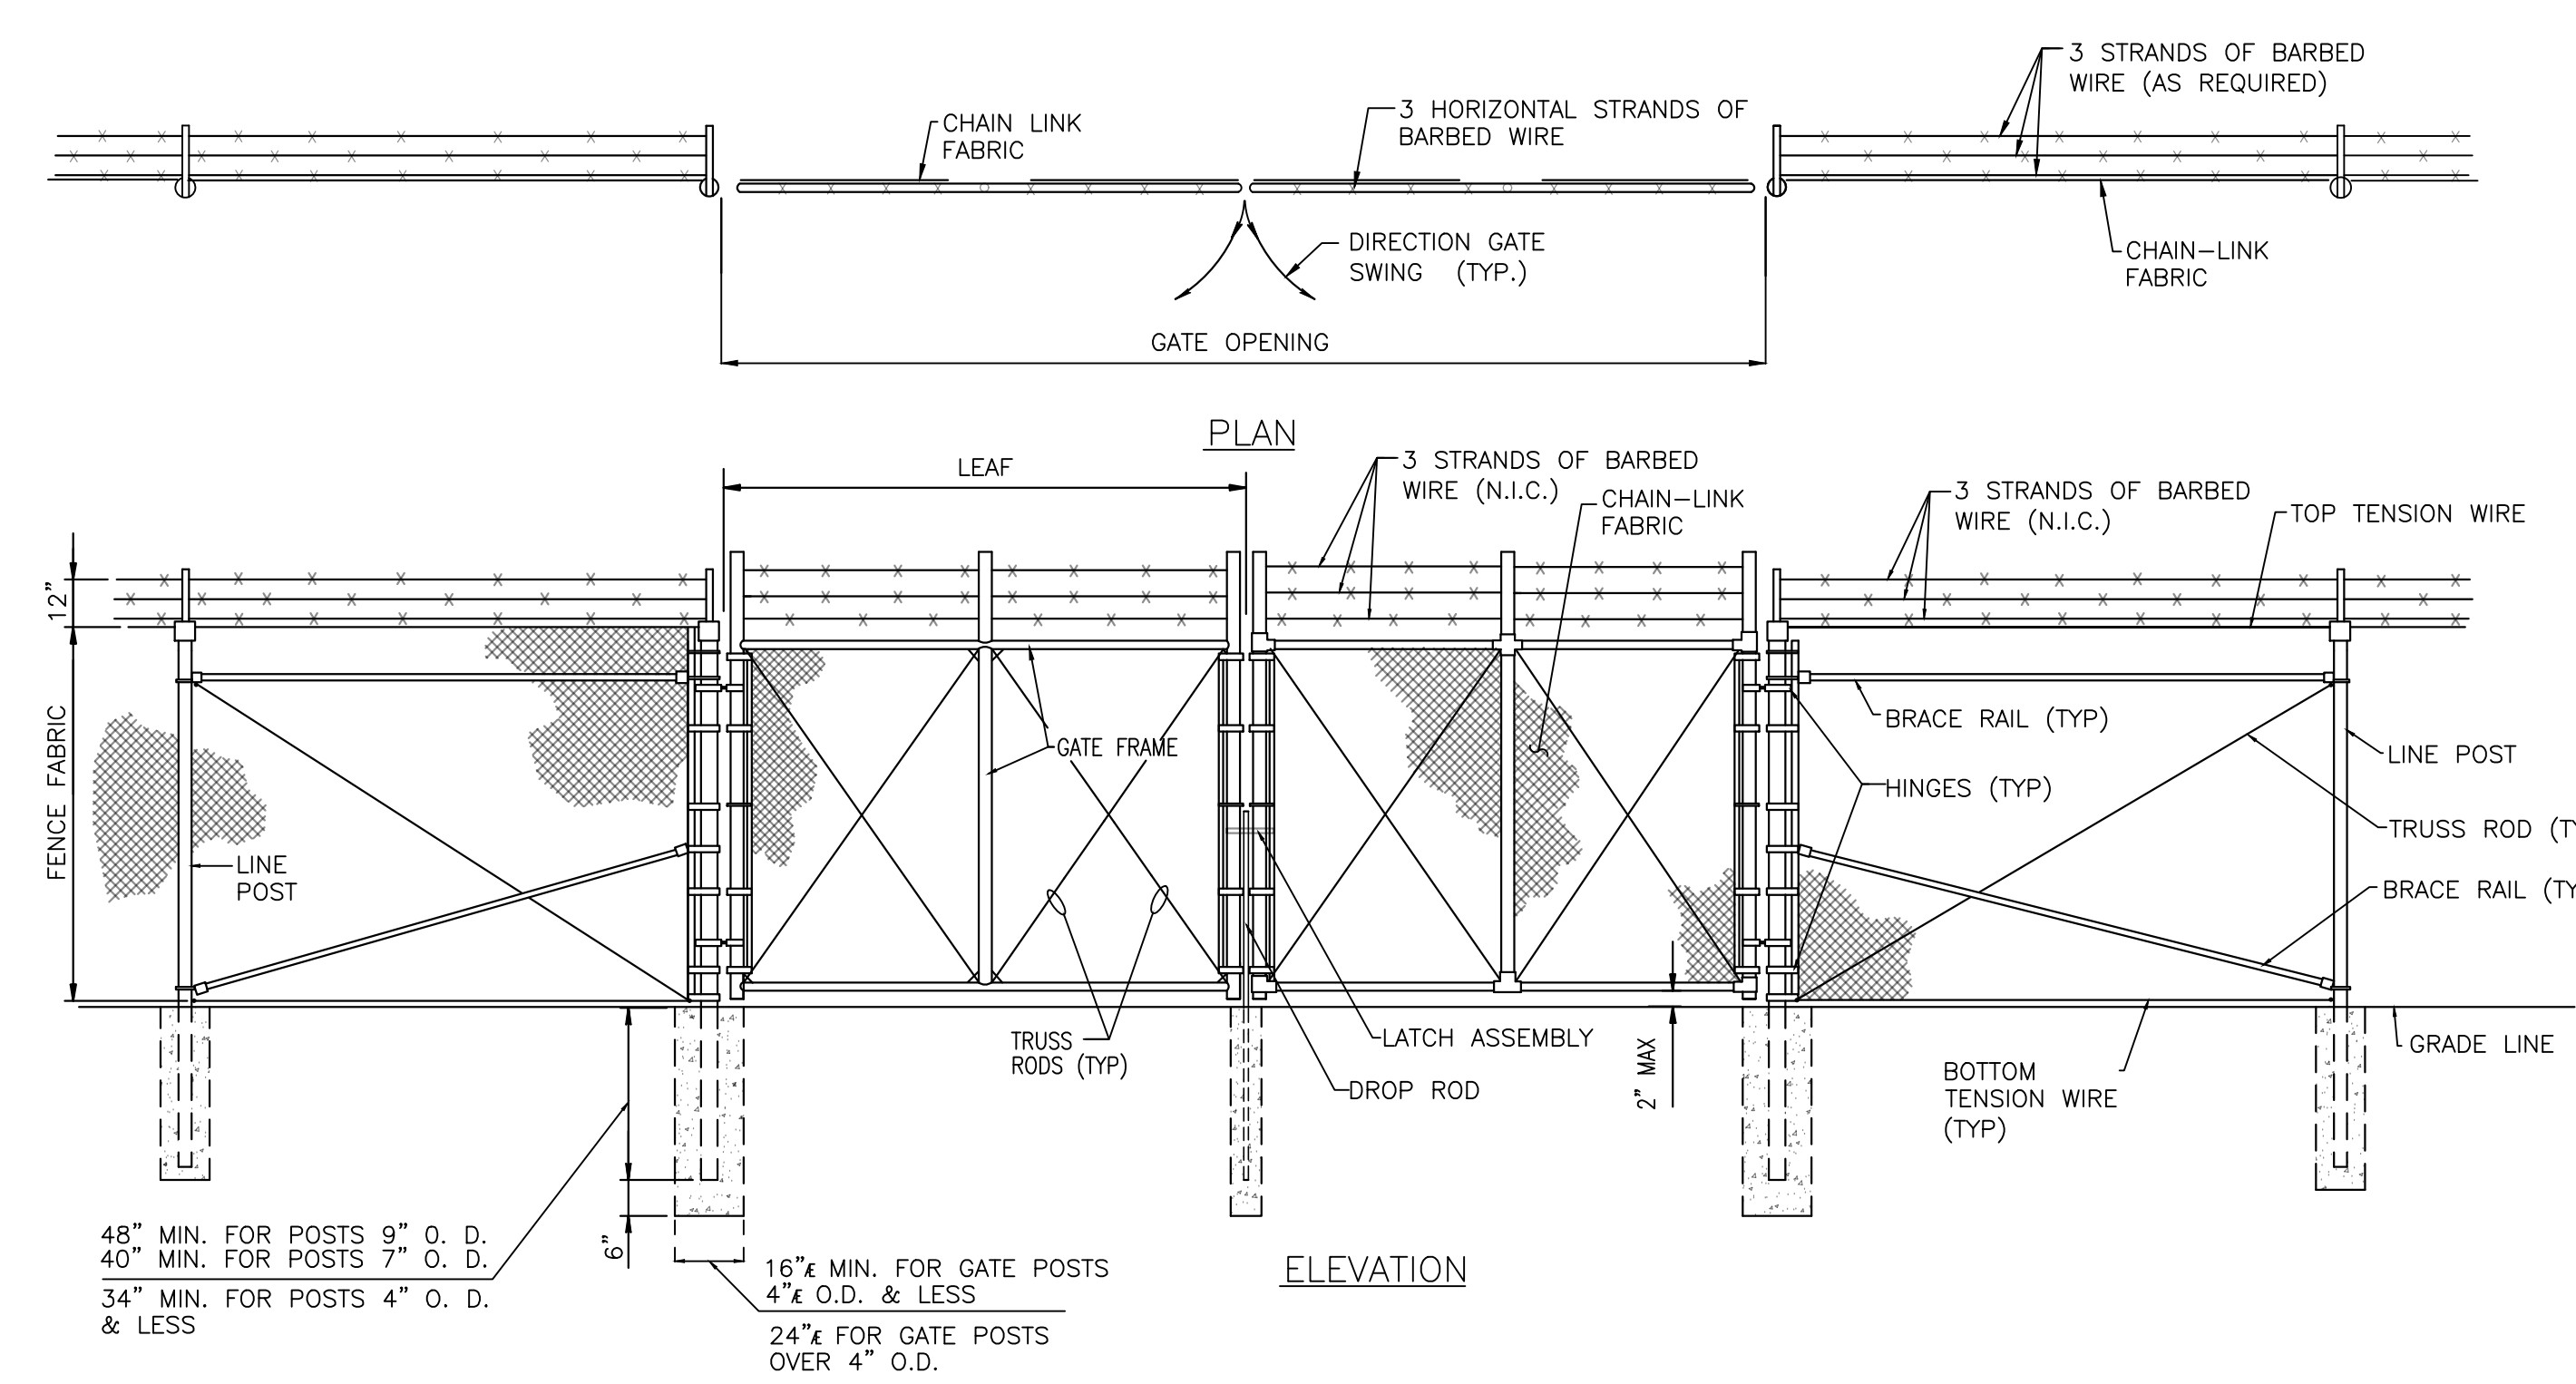 3 STRANDS OF BARBED
WIRE (AS REQUIRED)
CHAIN LINK
FABRIC
3 HORIZONTAL STRANDS OF
BARBED WIRE
DIRECTION GATE
SWING (TYP.)
CHAIN-LINK
FABRIC
GATE OPENING
PLAN
LEAF
3 STRANDS OF BARBED
WIRE (N.I.C.)
CHAIN-LINK
FABRIC
3 STRANDS OF BARBED
WIRE (N.I.C.)
TOP TENSION WIRE
12"
FENCE FABRIC
LINE
POST
GATE FRAME
BRACE RAIL (TYP)
LINE POST
HINGES (TYP)
TRUSS ROD (TY
BRACE RAIL (TY
TRUSS
RODS (TYP)
LATCH ASSEMBLY
DROP ROD
2" MAX
BOTTOM
TENSION WIRE
(TYP)
GRADE LINE
48" MIN. FOR POSTS 9" O. D.
40" MIN. FOR POSTS 7" O. D.
34" MIN. FOR POSTS 4" O. D.
& LESS
6"
16"Æ MIN. FOR GATE POSTS
4"Æ O.D. & LESS
24"Æ FOR GATE POSTS
OVER 4" O.D.
ELEVATION